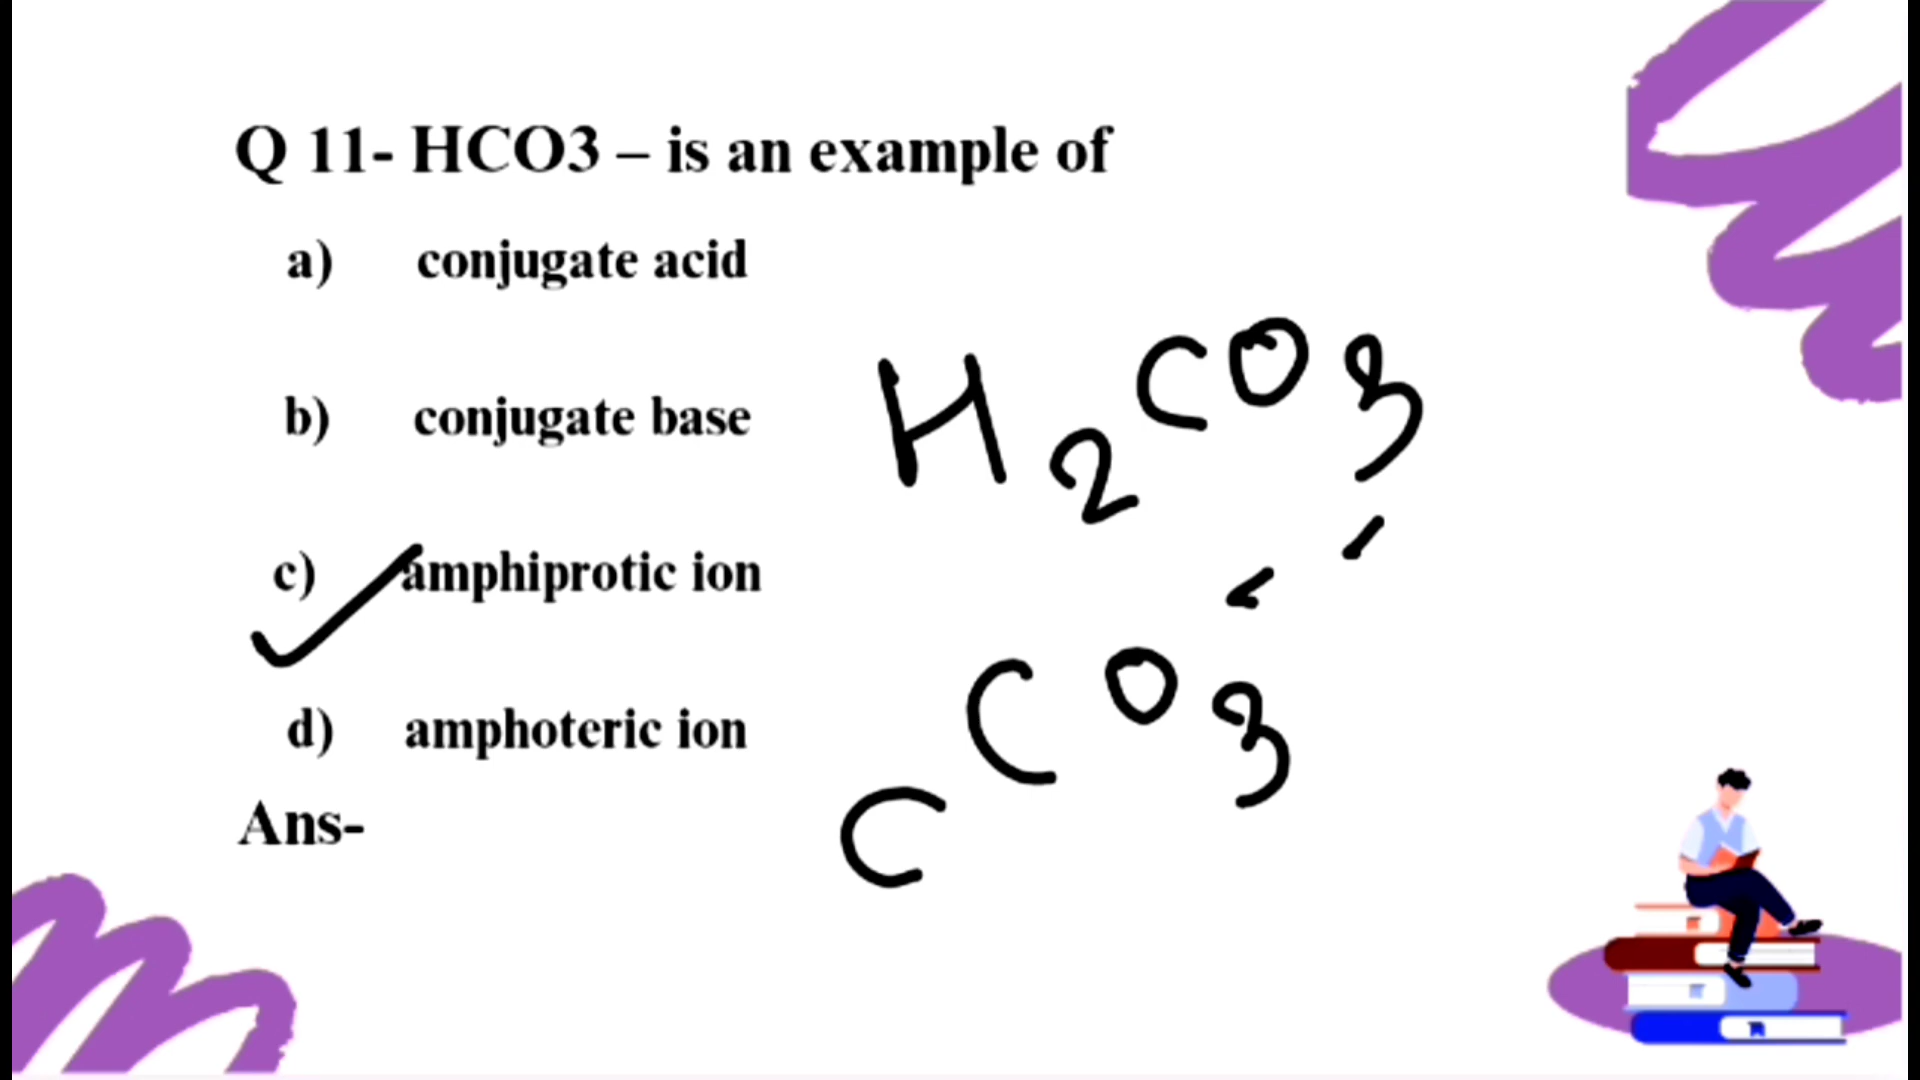 Q 11- HCO3 – is an example of
a) conjugate acid
b) conjugate base
c) amphiprotic ion
d) amphoteric ion
Ans-
H2CO3
CO3
C